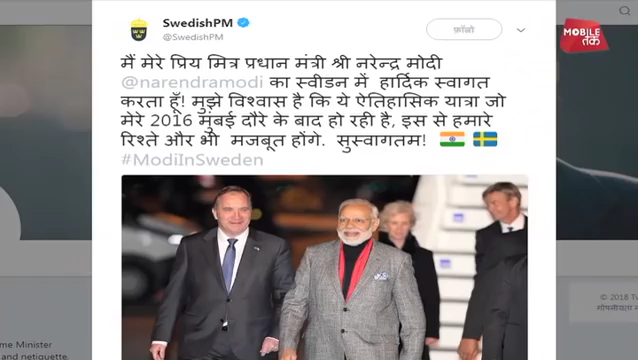 SwedishPM
@SwedishPM
फ़ॉलो
MOBILE
तक
मैं मेरे प्रिय मित्र प्रधान मंत्री श्री नरेन्द्र मोदी
@narendramodi का स्वीडन में हार्दिक स्वागत
करता हूँ! मुझे विश्वास है कि ये ऐतिहासिक यात्रा जो
मेरे 2016 मुंबई दौरे के बाद हो रही है, इस से हमारे
रिश्ते और भी मजबूत होंगे. सुस्वागतम!
#ModiInSweden
© 2018
me Minister
and netiquette.